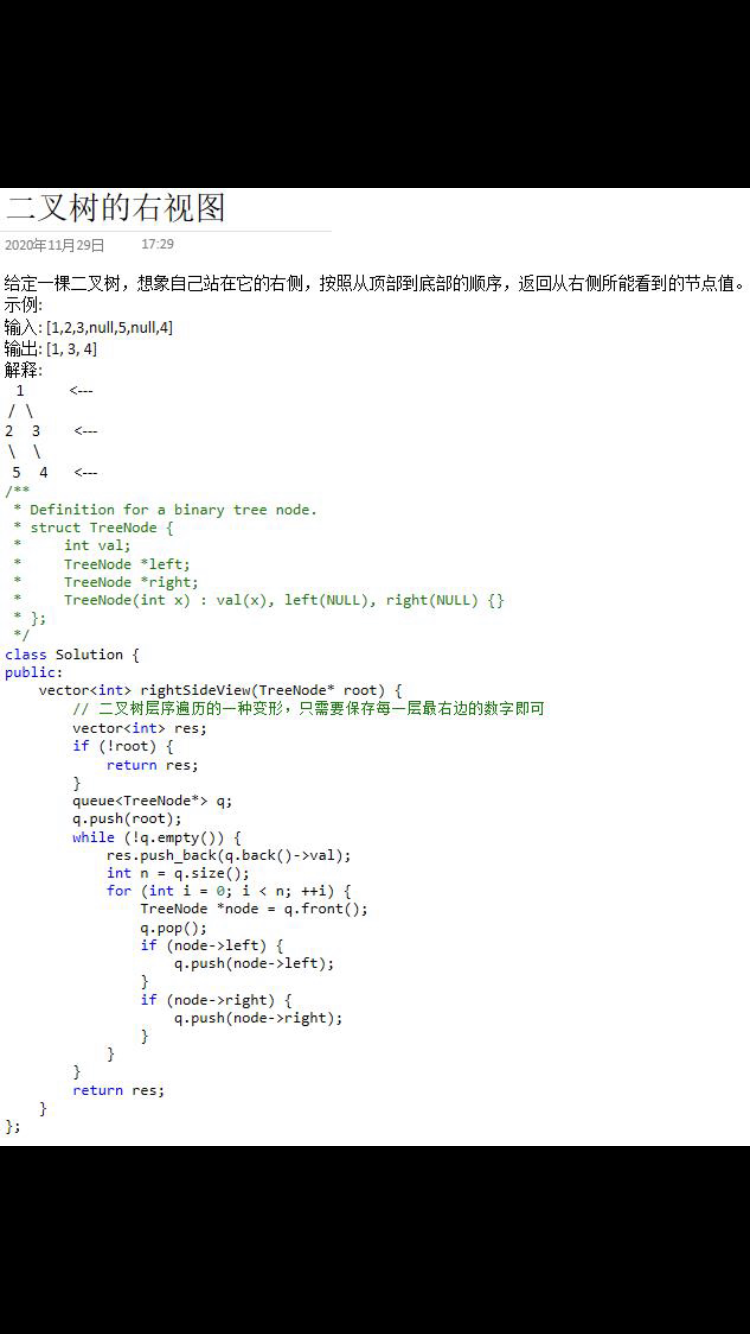 二叉树的右视图
2020年11月29日 17:29
给定一棵二叉树，想象自己站在它的右侧，按照从顶部到底部的顺序，返回从右侧所能看到的节点值。
示例:
输入: [1,2,3,null,5,null,4]
输出: [1, 3, 4]
解释:
   1            <---
 /   \
2     3         <---
 \     \
  5     4       <---
/**
 * Definition for a binary tree node.
 * struct TreeNode {
 *     int val;
 *     TreeNode *left;
 *     TreeNode *right;
 *     TreeNode(int x) : val(x), left(NULL), right(NULL) {}
 * };
 */
class Solution {
public:
    vector<int> rightSideView(TreeNode* root) {
        // 二叉树层序遍历的一种变形，只需要保存每一层最右边的数字即可
        vector<int> res;
        if (!root) {
            return res;
        }
        queue<TreeNode*> q;
        q.push(root);
        while (!q.empty()) {
            res.push_back(q.back()->val);
            int n = q.size();
            for (int i = 0; i < n; ++i) {
                TreeNode *node = q.front();
                q.pop();
                if (node->left) {
                    q.push(node->left);
                }
                if (node->right) {
                    q.push(node->right);
                }
            }
        }
        return res;
    }
};